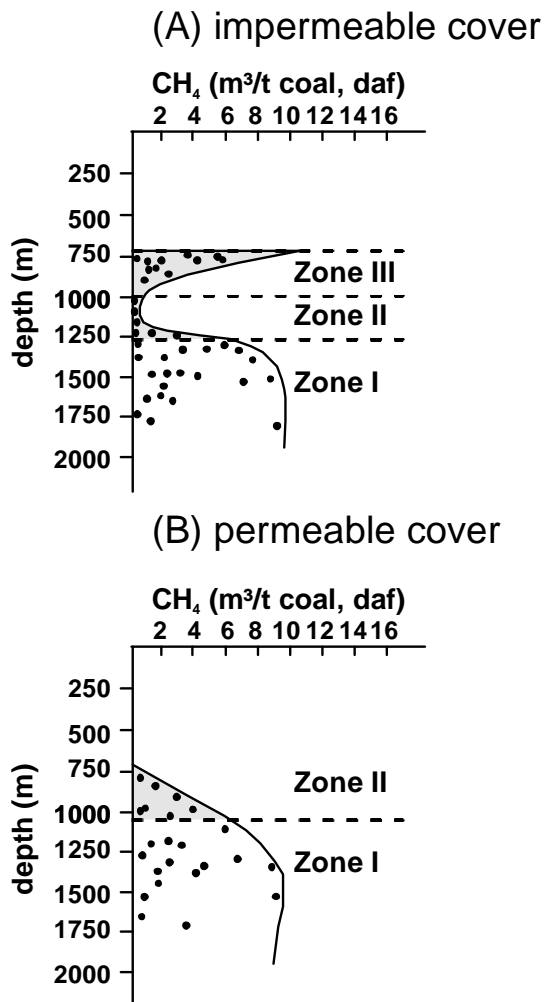 (A) impermeable cover
CH₄ (m³/t coal, daf)
2 4 6 8 10 12 14 16
250
500
750
Zone III
1000
Zone II
1250
Zone I
1500
1750
2000
depth (m)
(B) permeable cover
CH₄ (m³/t coal, daf)
2 4 6 8 10 12 14 16
250
500
750
Zone II
1000
Zone I
1250
1500
1750
2000
depth (m)